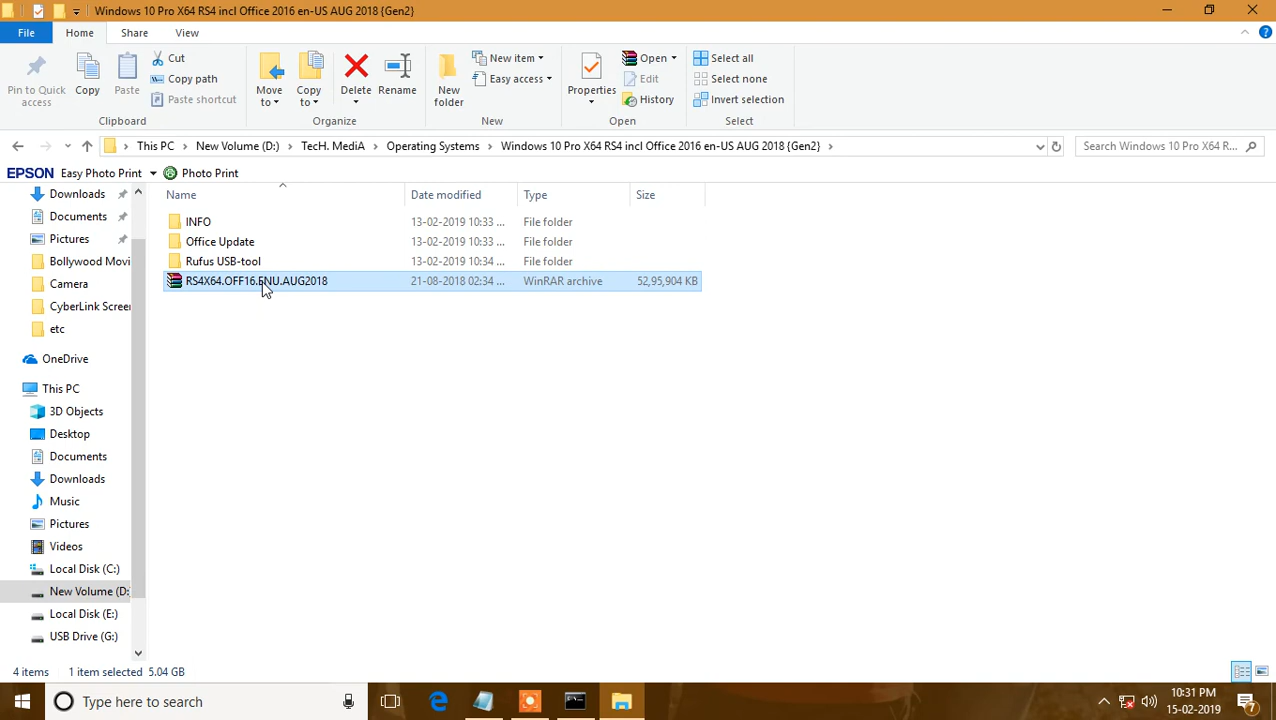 Windows 10 Pro X64 RS4 incl Office 2016 en-US AUG 2018 {Gen2}
File Home Share View
Pin to Quick access
Copy
Paste
Cut
Copy path
Paste shortcut
Clipboard
Move to
Copy to
Delete
Rename
Organize
New folder
New item
Easy access
New
Properties
Open
Edit
History
Open
Select all
Select none
Invert selection
Select
This PC New Volume (D:) TecH. MediA Operating Systems Windows 10 Pro X64 RS4 incl Office 2016 en-US AUG 2018 {Gen2}
Search Windows 10 Pro X64 R...
EPSON Easy Photo Print Photo Print
Downloads
Documents
Pictures
Bollywood Movi
Camera
CyberLink Screen
etc
OneDrive
This PC
3D Objects
Desktop
Documents
Downloads
Music
Pictures
Videos
Local Disk (C:)
New Volume (D:
Local Disk (E:)
USB Drive (G:)
Name Date modified Type Size
INFO 13-02-2019 10:33 ... File folder
Office Update 13-02-2019 10:33 ... File folder
Rufus USB-tool 13-02-2019 10:34 ... File folder
RS4X64.OFF16.ENU.AUG2018 21-08-2018 02:34 ... WinRAR archive 52,95,904 KB
4 items 1 item selected 5.04 GB
Type here to search
10:31 PM
15-02-2019
7